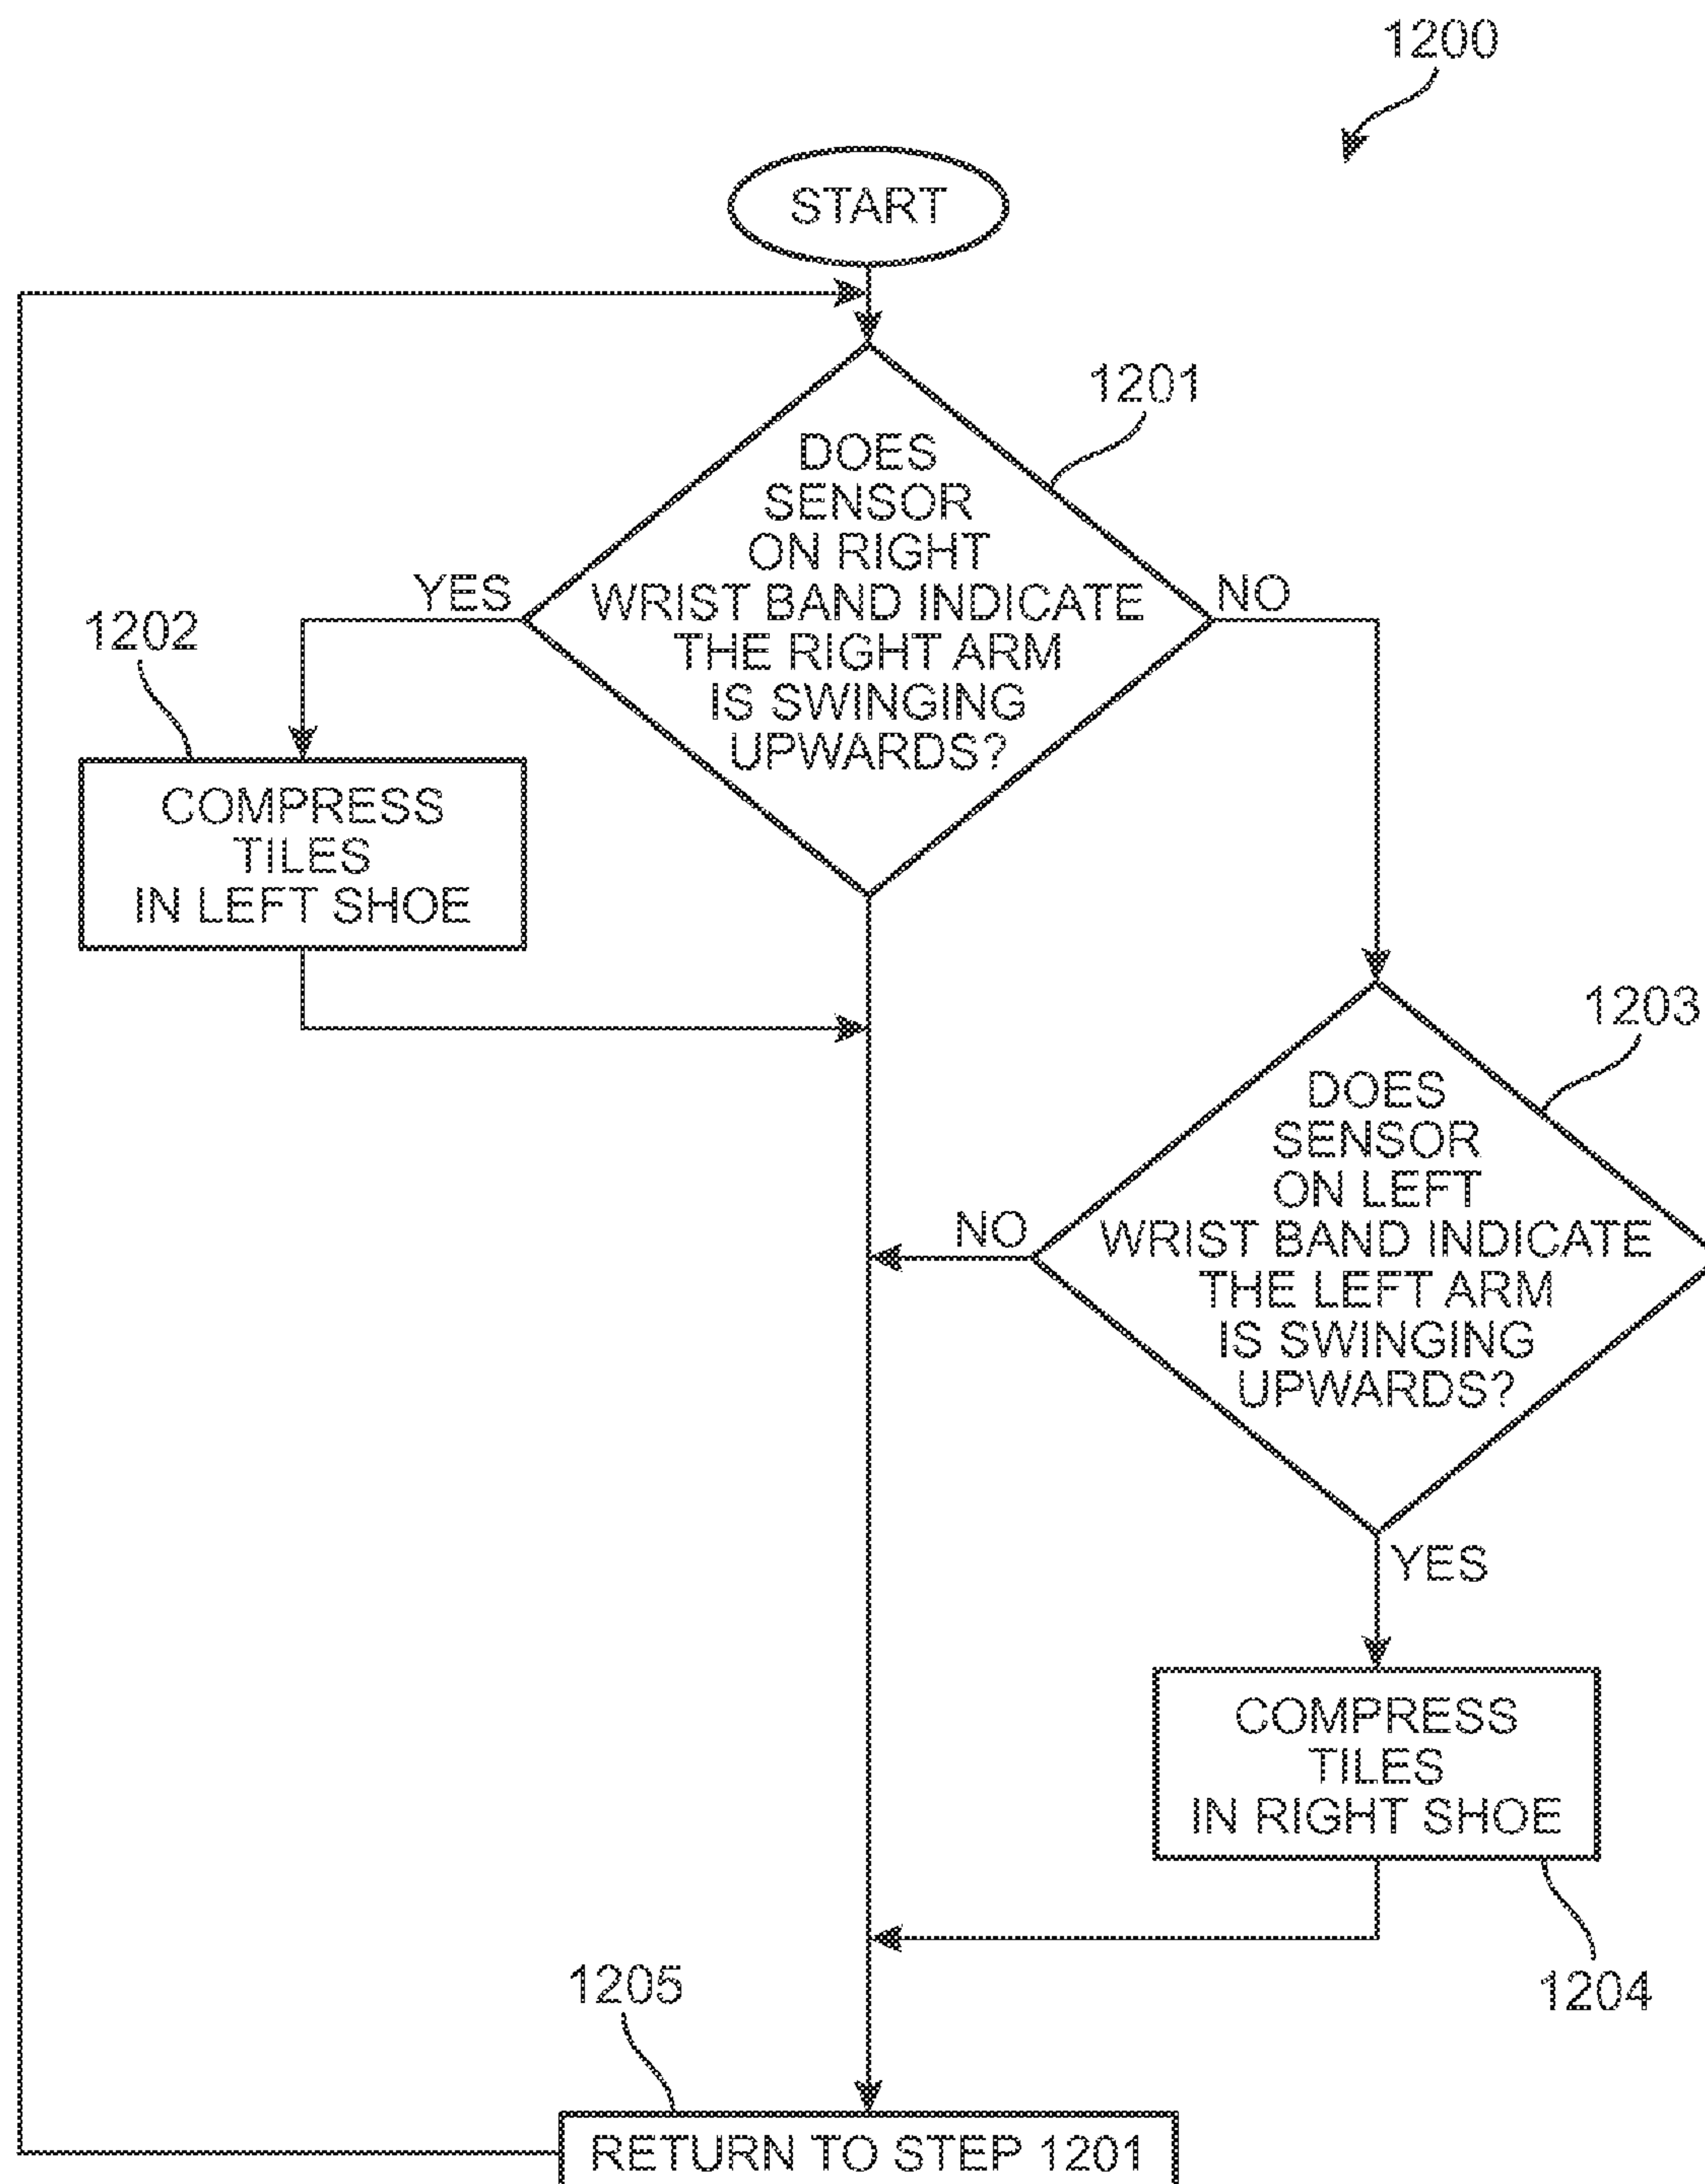 1200
START
1201
DOES
SENSOR
ON RIGHT
WRIST BAND INDICATE
THE RIGHT ARM
IS SWINGING
UPWARDS?
YES
NO
1202
COMPRESS
TILES
IN LEFT SHOE
1203
DOES
SENSOR
ON LEFT
WRIST BAND INDICATE
THE LEFT ARM
IS SWINGING
UPWARDS?
NO
YES
COMPRESS
TILES
IN RIGHT SHOE
1204
1205
RETURN TO STEP 1201